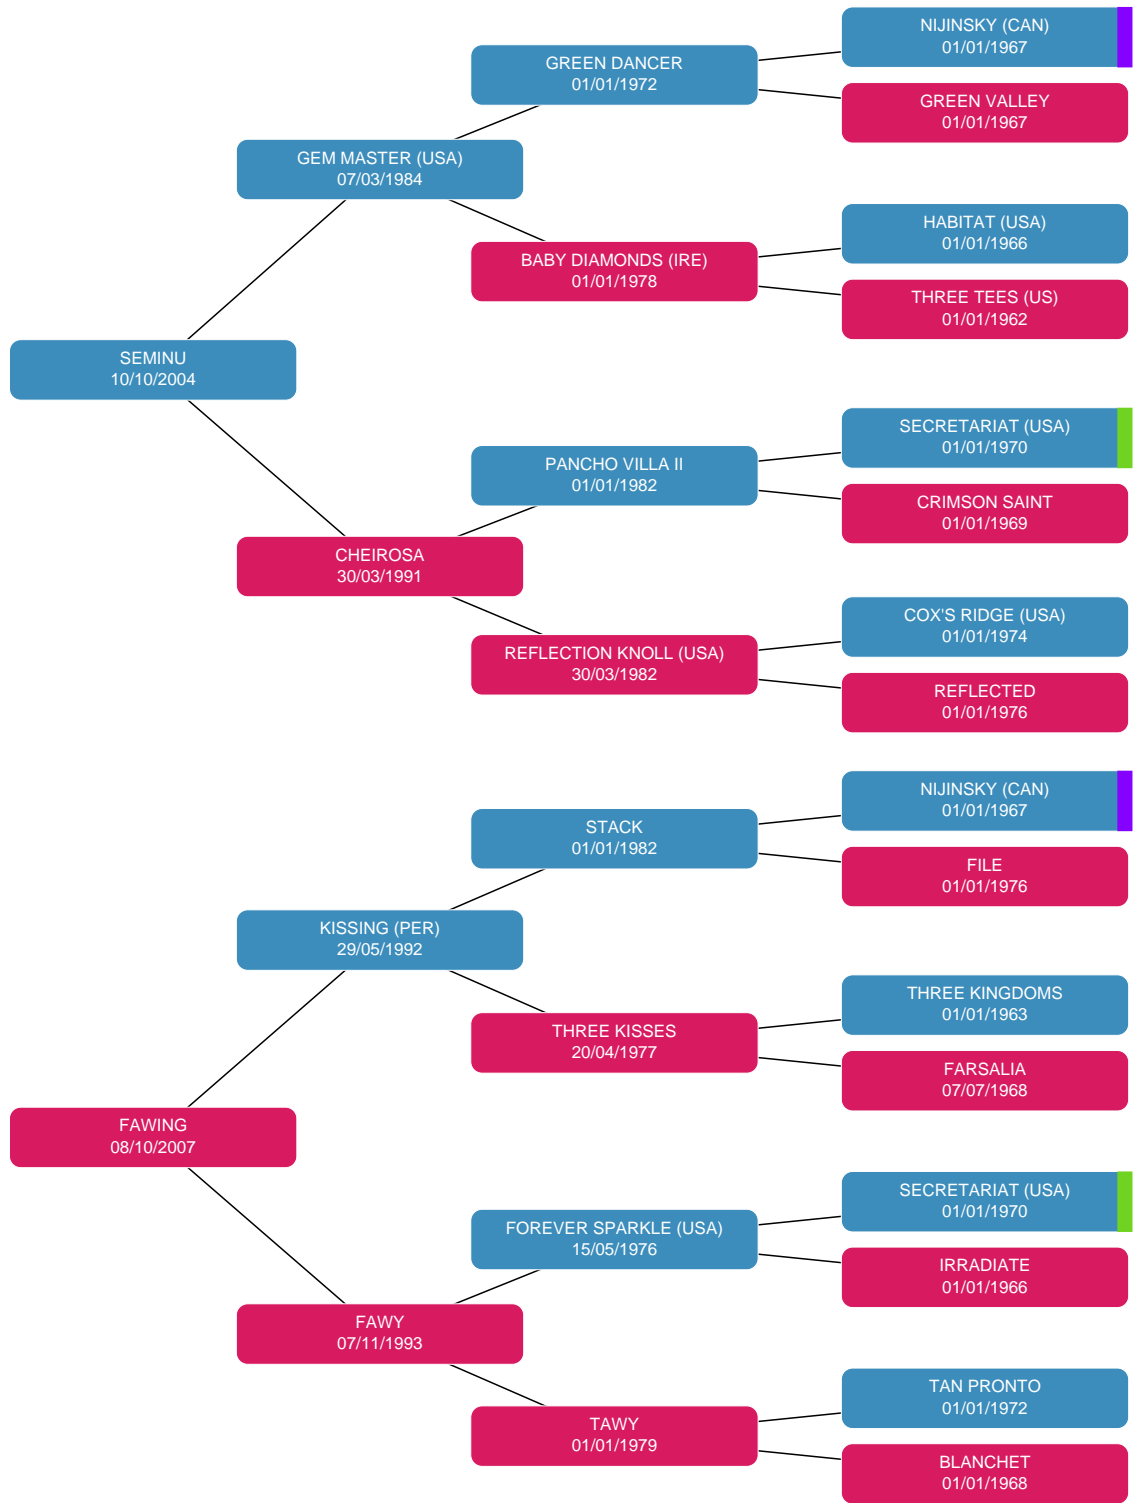 NIJINSKY (CAN)
01/01/1967
GREEN DANCER
01/01/1972
GREEN VALLEY
01/01/1967
GEM MASTER (USA)
07/03/1984
HABITAT (USA)
01/01/1966
BABY DIAMONDS (IRE)
01/01/1978
THREE TEES (US)
01/01/1962
SEMINU
10/10/2004
SECRETARIAT (USA)
01/01/1970
PANCHO VILLA II
01/01/1982
CRIMSON SAINT
01/01/1969
CHEIROSA
30/03/1991
COX'S RIDGE (USA)
01/01/1974
REFLECTION KNOLL (USA)
30/03/1982
REFLECTED
01/01/1976
NIJINSKY (CAN)
01/01/1967
STACK
01/01/1982
FILE
01/01/1976
KISSING (PER)
29/05/1992
THREE KINGDOMS
01/01/1963
THREE KISSES
20/04/1977
FARSALIA
07/07/1968
FAWING
08/10/2007
SECRETARIAT (USA)
01/01/1970
FOREVER SPARKLE (USA)
15/05/1976
IRRADIATE
01/01/1966
FAWY
07/11/1993
TAN PRONTO
01/01/1972
TAWY
01/01/1979
BLANCHET
01/01/1968